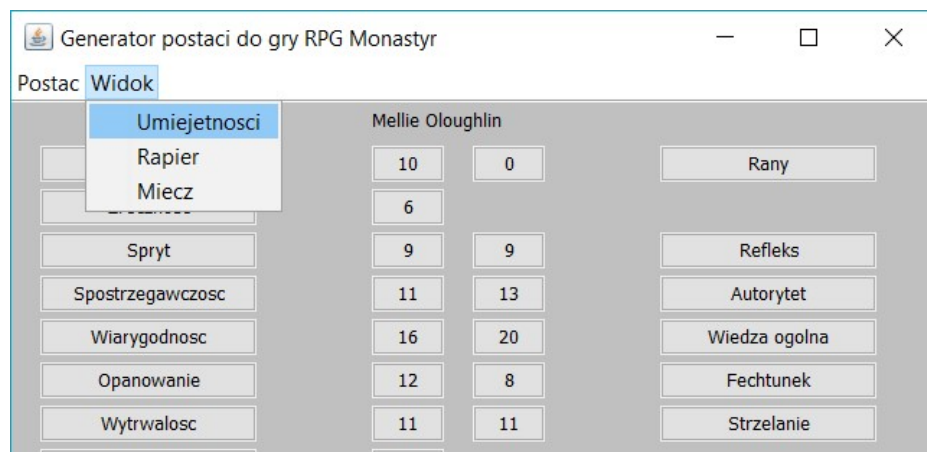 Generator postaci do gry RPG Monastyr
Postac Widok
Umiejetnosci
Rapier
Miecz
Mellie Oloughlin
10 0 Rany
6
Spryt 9 9 Refleks
Spostrzegawczosc 11 13 Autorytet
Wiarygodnosc 16 20 Wiedza ogolna
Opanowanie 12 8 Fechtunek
Wytrwalosc 11 11 Strzelanie